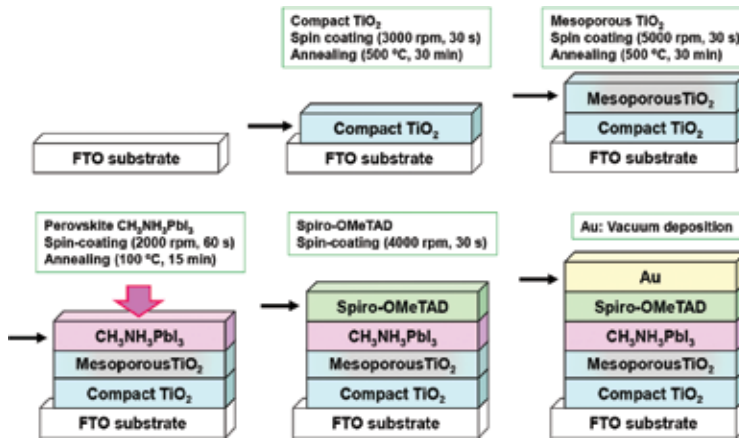 Compact TiO₂
Spin coating (3000 rpm, 30 s)
Annealing (500 ºC, 30 min)
Mesoporous TiO₂
Spin coating (5000 rpm, 30 s)
Annealing (500 ºC, 30 min)
FTO substrate
Compact TiO₂
FTO substrate
MesoporousTiO₂
Compact TiO₂
FTO substrate
Perovskite CH₃NH₃PbI₃
Spin-coating (2000 rpm, 60 s)
Annealing (100 ºC, 15 min)
Spiro-OMeTAD
Spin-coating (4000 rpm, 30 s)
Au: Vacuum deposition
CH₃NH₃PbI₃
MesoporousTiO₂
Compact TiO₂
FTO substrate
Spiro-OMeTAD
CH₃NH₃PbI₃
MesoporousTiO₂
Compact TiO₂
FTO substrate
Au
Spiro-OMeTAD
CH₃NH₃PbI₃
MesoporousTiO₂
Compact TiO₂
FTO substrate